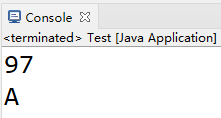 Console
<terminated> Test [Java Application]
97
A